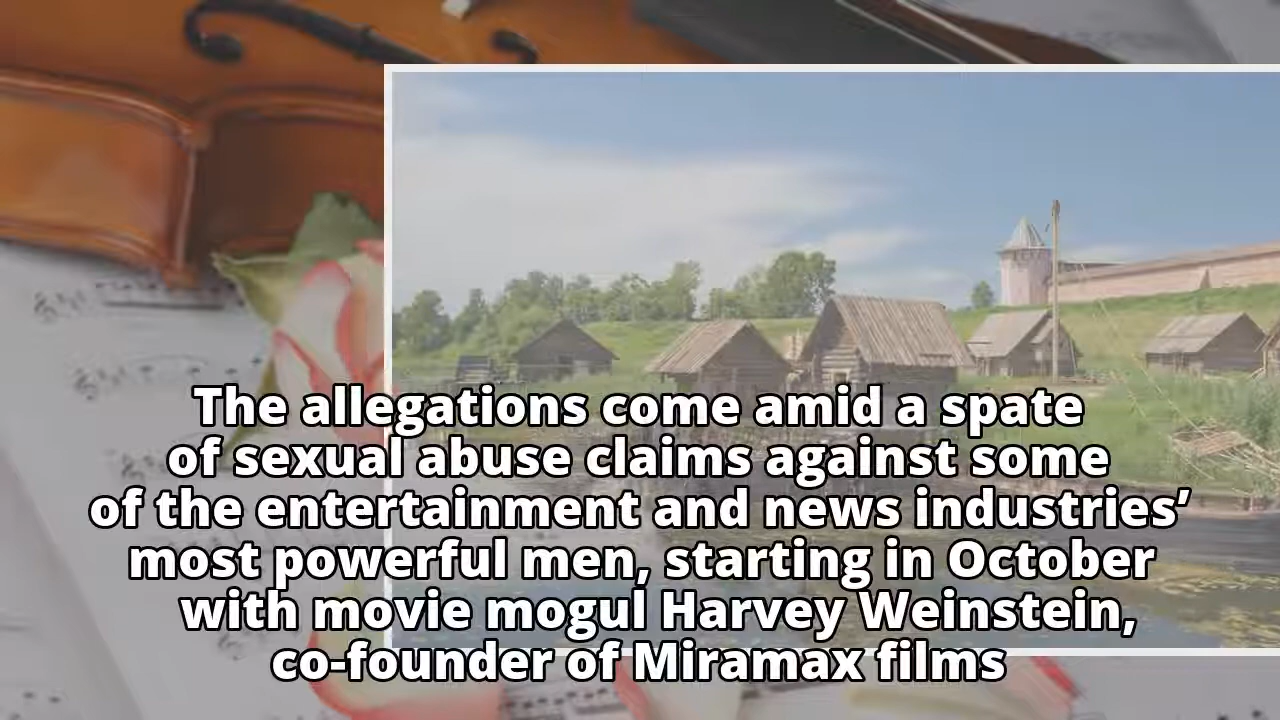 The allegations come amid a spate
of sexual abuse claims against some
of the entertainment and news industries’
most powerful men, starting in October
with movie mogul Harvey Weinstein,
co-founder of Miramax films